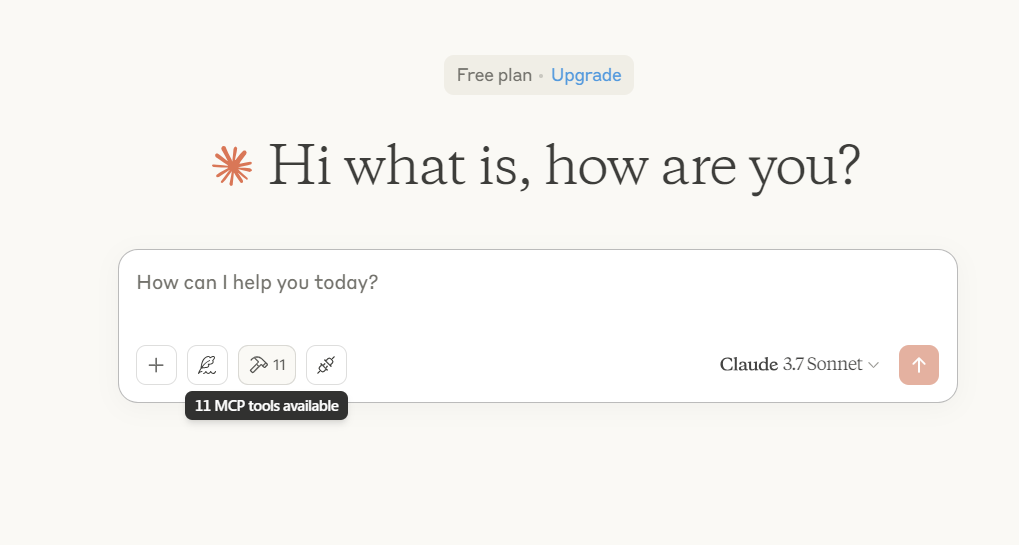 Free plan • Upgrade
Hi what is, how are you?
How can I help you today?
11
Claude 3.7 Sonnet
11 MCP tools available